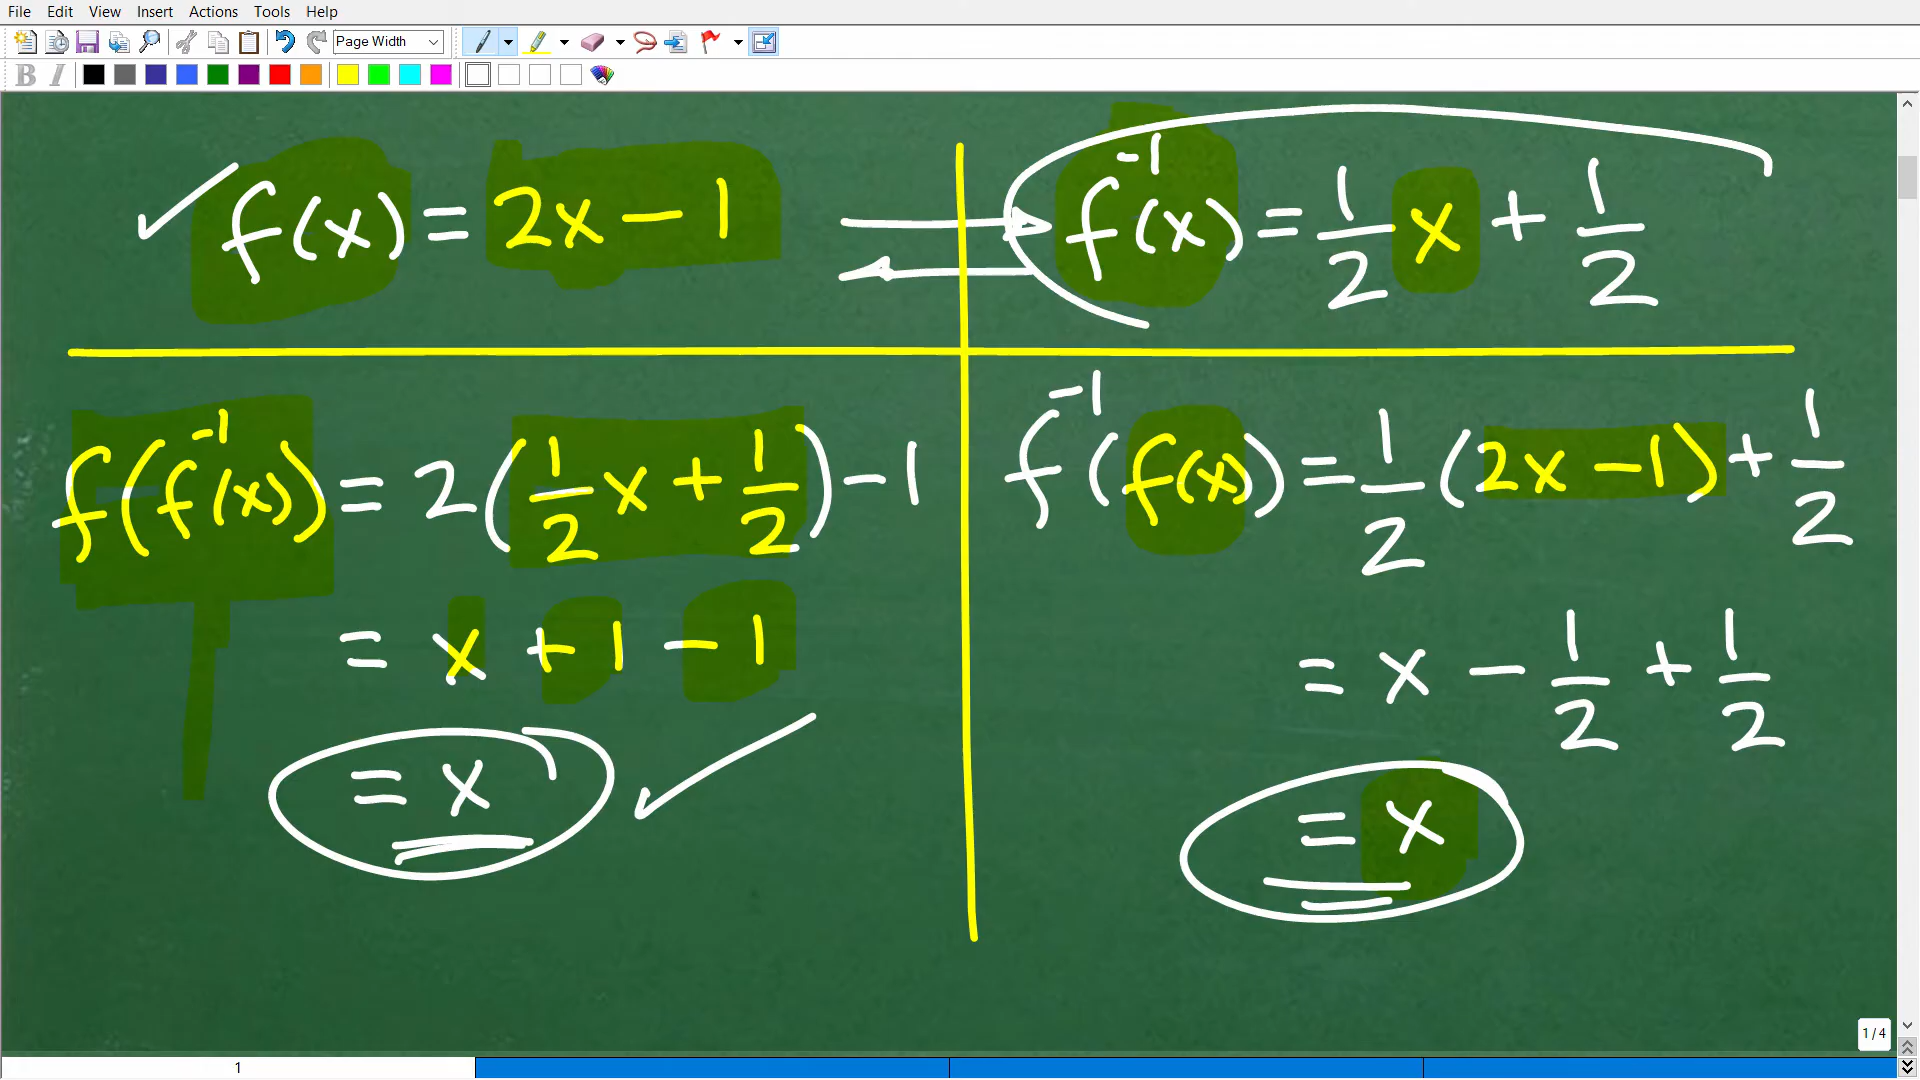 File Edit View Insert Actions Tools Help
Page Width
B I
f(x) = 2x - 1
f⁻¹(x) = 1/2 x + 1/2
f(f⁻¹(x)) = 2(1/2 x + 1/2) - 1
= x + 1 - 1
= x
f⁻¹(f(x)) = 1/2 (2x - 1) + 1/2
= x - 1/2 + 1/2
= x
1 / 4
1